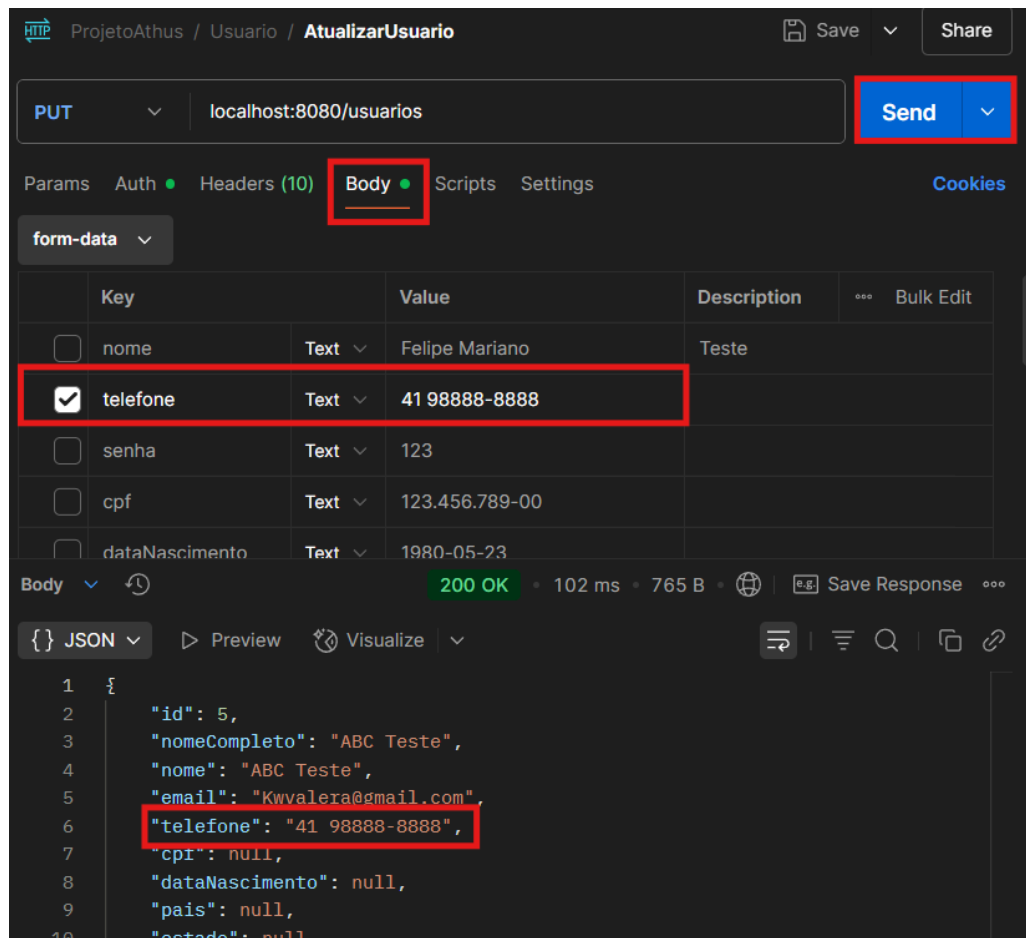 HTTP ProjetoAthus / Usuario / AtualizarUsuario Save Share
PUT localhost:8080/usuarios Send
Params Auth Headers (10) Body Scripts Settings Cookies
form-data
Key Value Description Bulk Edit
nome Text Felipe Mariano Teste
telefone Text 41 98888-8888
senha Text 123
cpf Text 123.456.789-00
dataNascimento Text 1980-05-23
Body 200 OK 102 ms 765 B e.g. Save Response
{} JSON Preview Visualize
1 {
2 "id": 5,
3 "nomeCompleto": "ABC Teste",
4 "nome": "ABC Teste",
5 "email": "Kwvalera@gmail.com",
6 "telefone": "41 98888-8888",
7 "cpf": null,
8 "dataNascimento": null,
9 "pais": null,
10 "estado": null